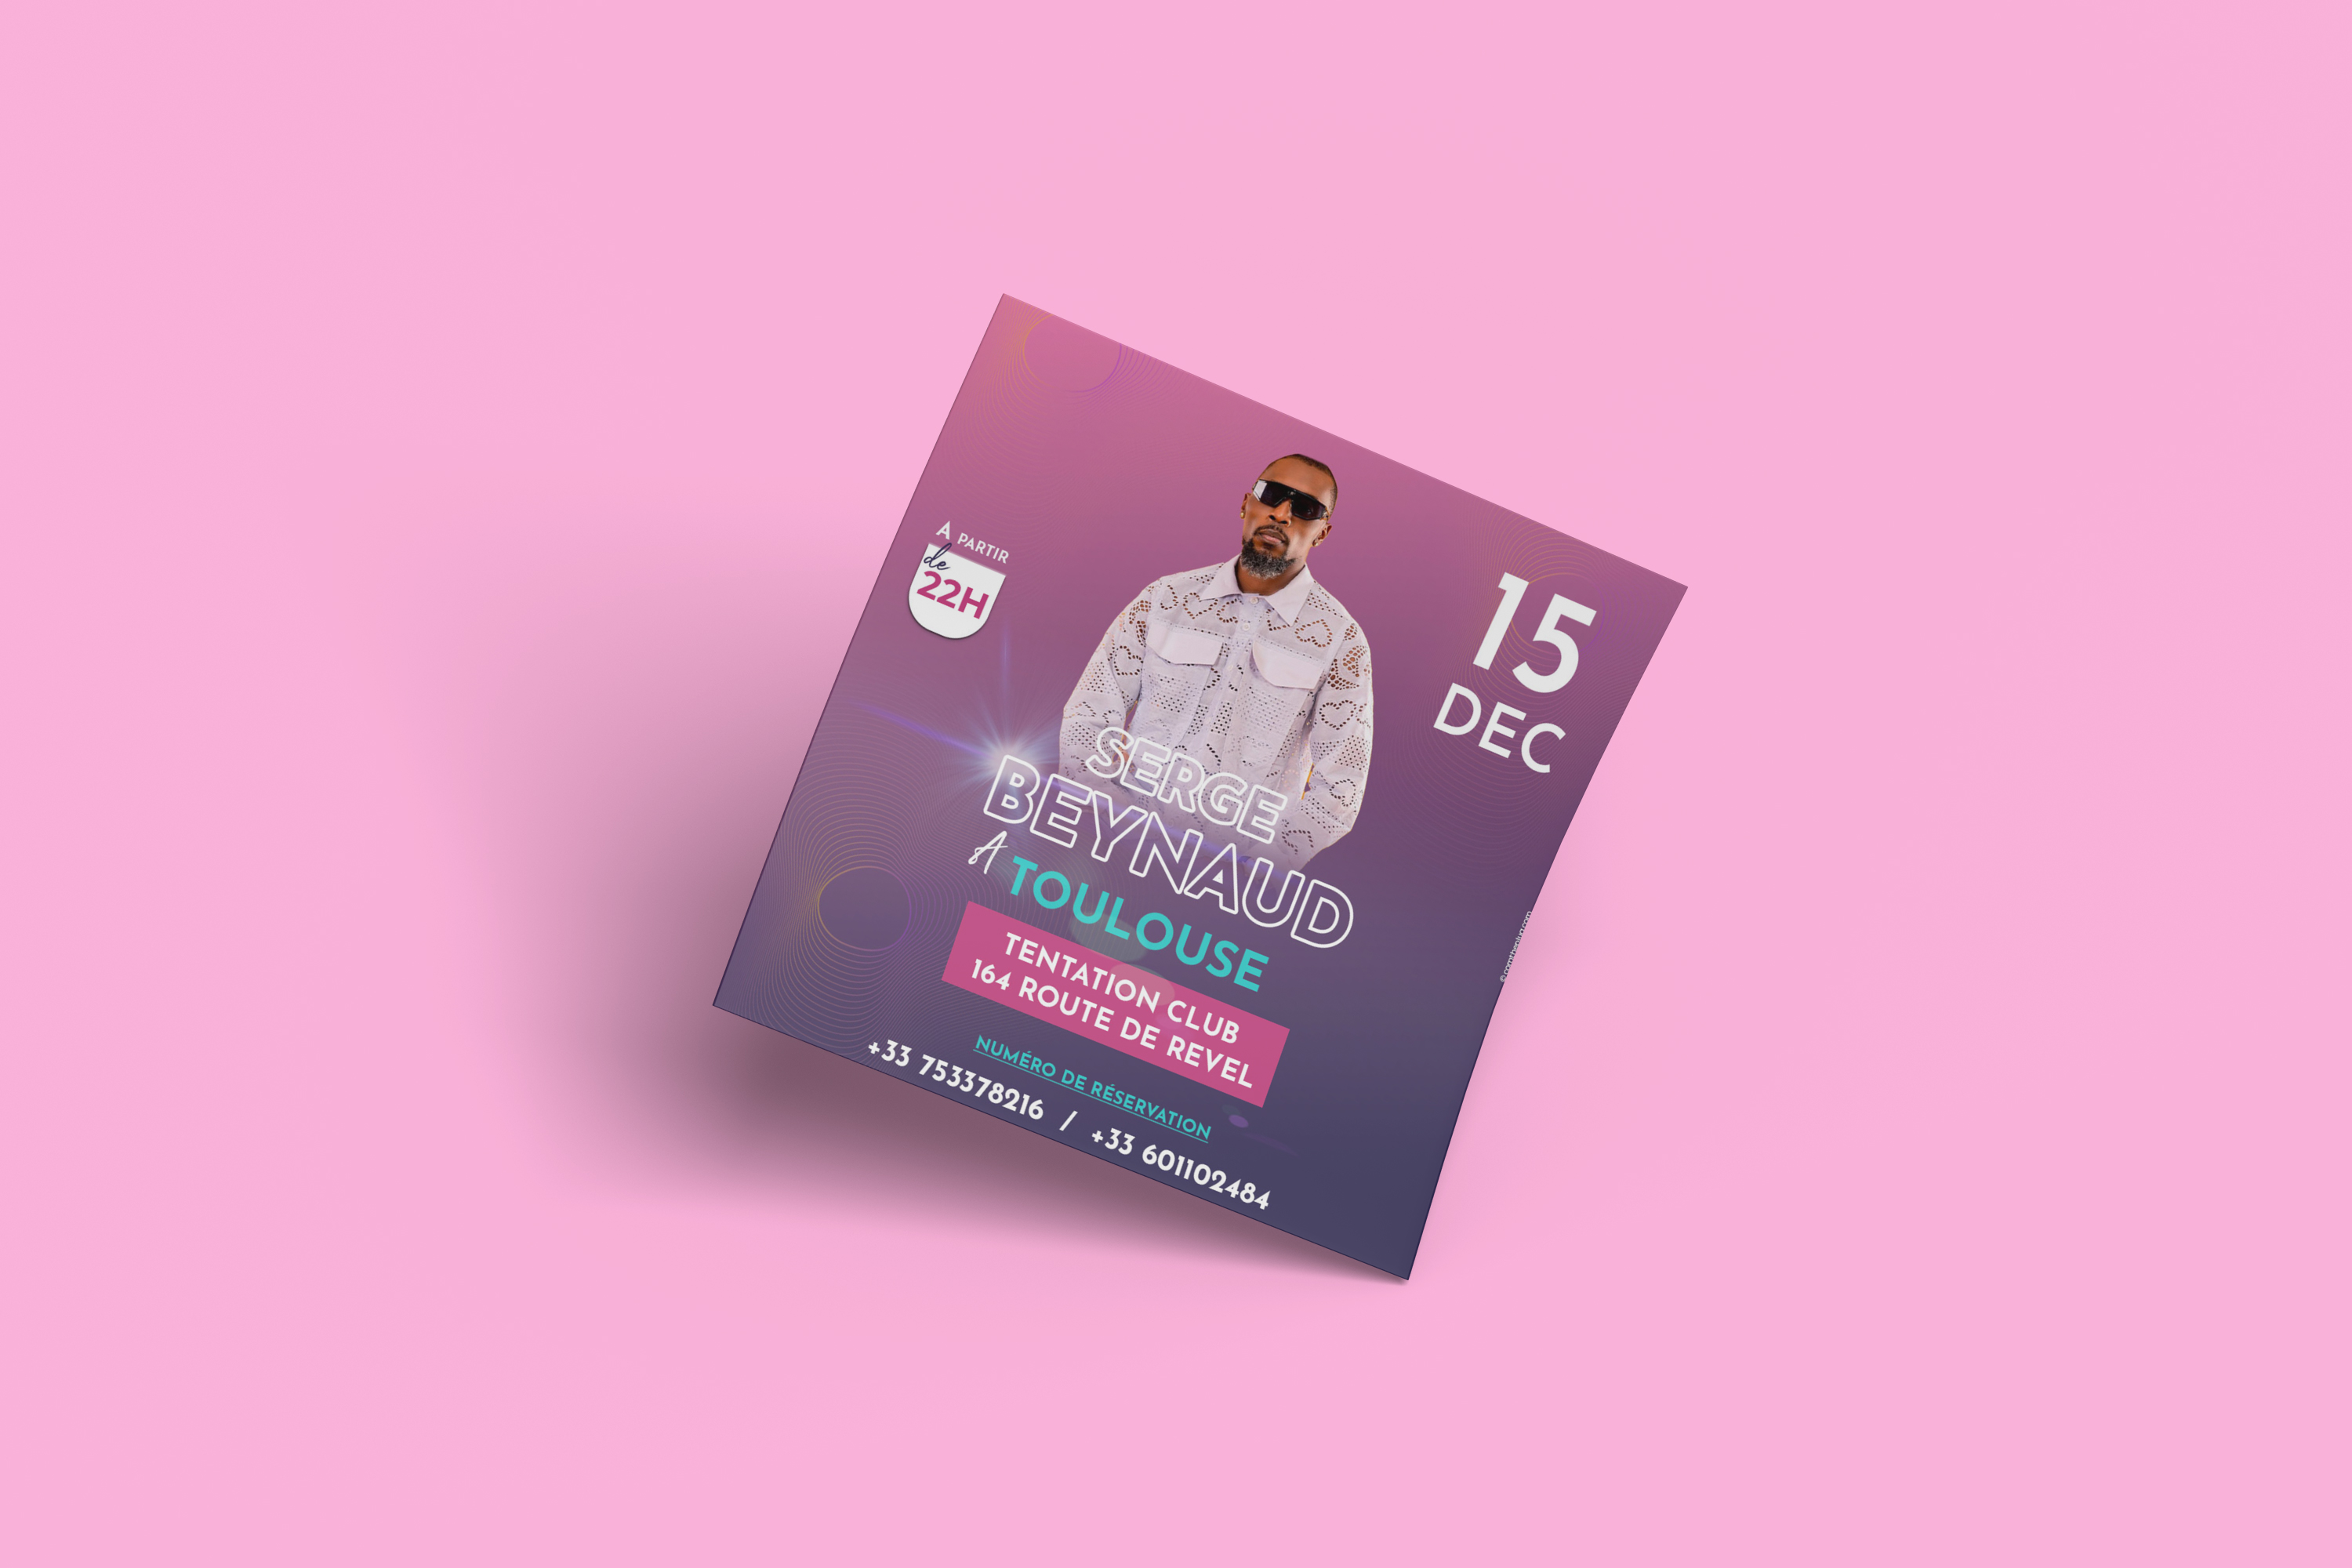 A PARTIR
de
22H
15
DEC
SERGE
BEYNAUD
A TOULOUSE
TENTATION CLUB
164 ROUTE DE REVEL
NUMÉRO DE RÉSERVATION
+33 753378216 / +33 601102484